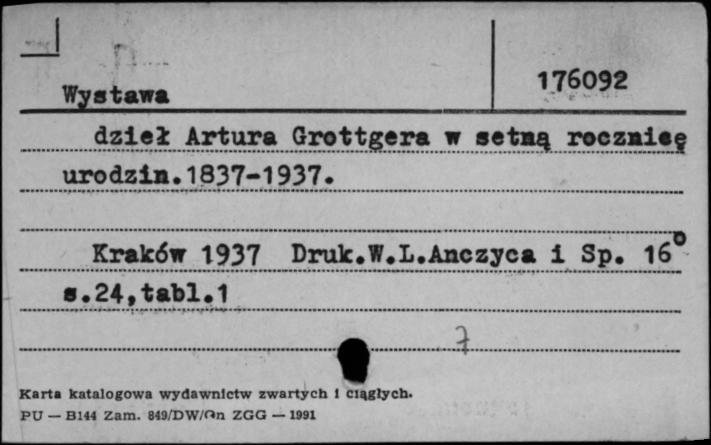 176092
Wystawa
dzieł Artura Grottgera w setną rocznicę
urodzin.1837-1937.
Kraków 1937 Druk.W.L.Anczyca i Sp. 16°
s.24,tabl.1
7
Karta katalogowa wydawnictw zwartych i ciągłych.
PU — B144 Zam. 849/DW/On ZGG — 1991